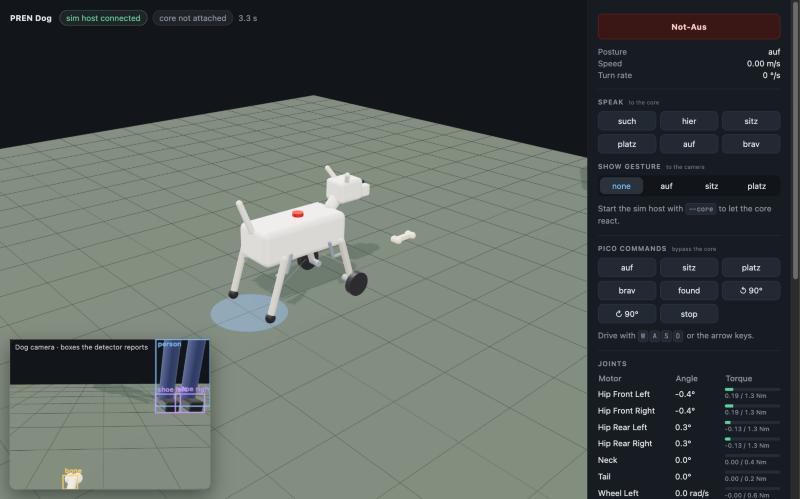 PREN Dog sim host connected core not attached 3.3 s
Not-Aus
Posture auf
Speed 0.00 m/s
Turn rate 0 °/s
SPEAK to the core
such hier sitz
platz auf brav
SHOW GESTURE to the camera
none auf sitz platz
Start the sim host with --core to let the core
react.
PICO COMMANDS bypass the core
auf sitz platz
brav found ↺ 90°
↻ 90° stop
Drive with W A S D or the arrow keys.
JOINTS
Motor Angle Torque
Hip Front Left -0.4° 0.19 / 1.3 Nm
Hip Front Right -0.4° 0.19 / 1.3 Nm
Hip Rear Left 0.3° -0.13 / 1.3 Nm
Hip Rear Right 0.3° -0.13 / 1.3 Nm
Neck 0.0° 0.00 / 0.4 Nm
Tail 0.0° 0.00 / 0.2 Nm
Wheel Left 0.0 rad/s -0.00 / 0.6 Nm
Dog camera · boxes the detector reports
person
bone